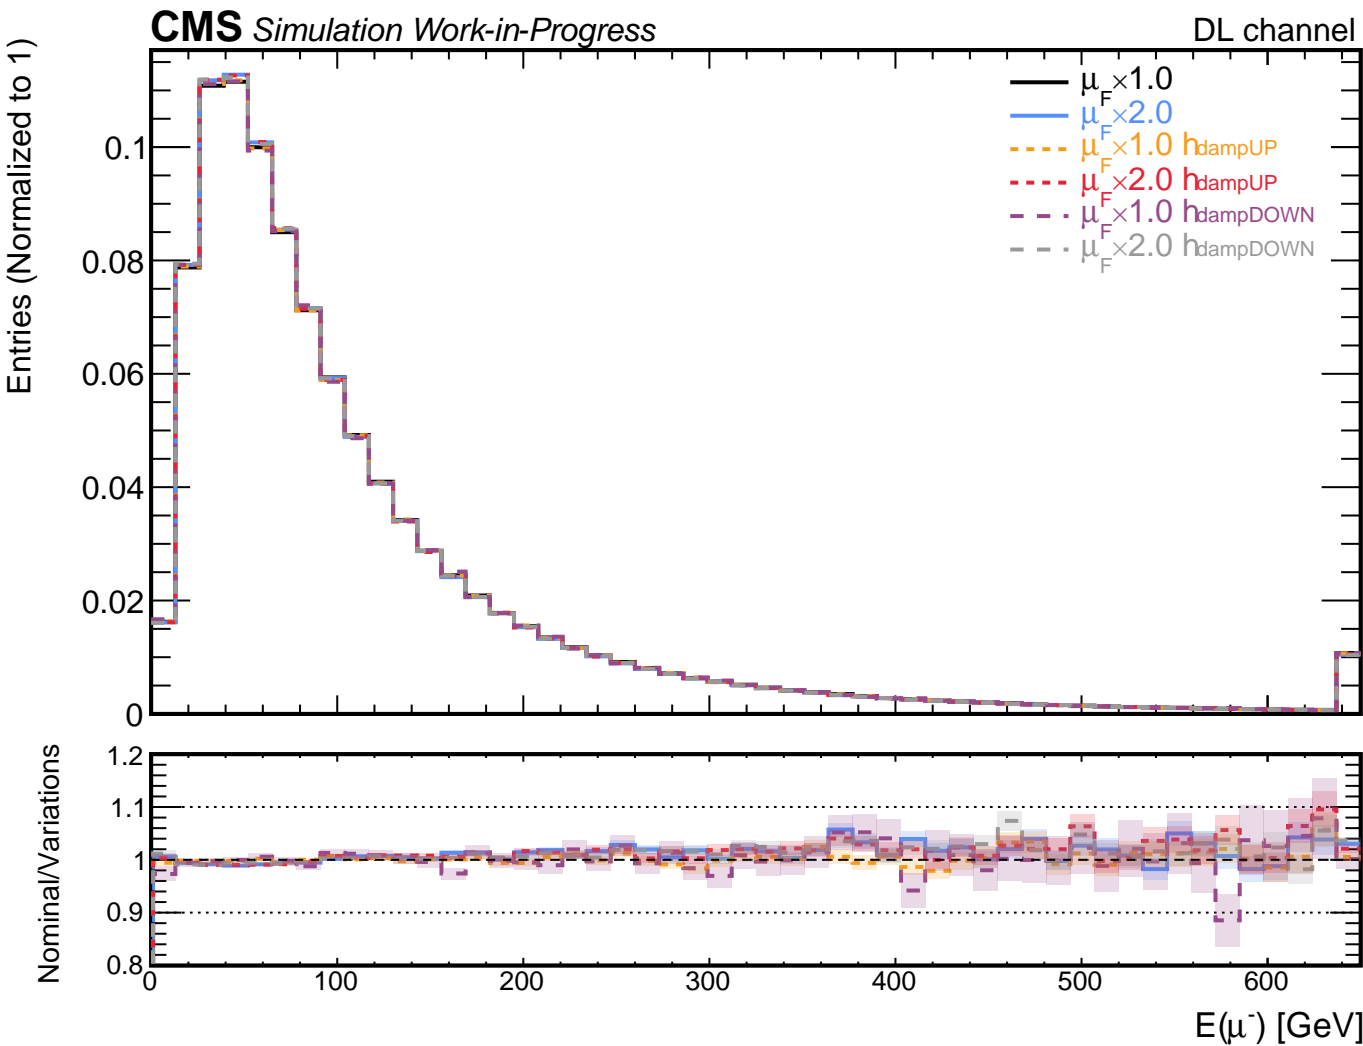 CMS Simulation Work-in-Progress DL channel
Entries (Normalized to 1)
0.1
0.08
0.06
0.04
0.02
0
μF×1.0
μF×2.0
μF×1.0 hdampUP
μF×2.0 hdampUP
μF×1.0 hdampDOWN
μF×2.0 hdampDOWN
Nominal/Variations
1.2
1.1
1
0.9
0.8
0 100 200 300 400 500 600
E(μ⁻) [GeV]